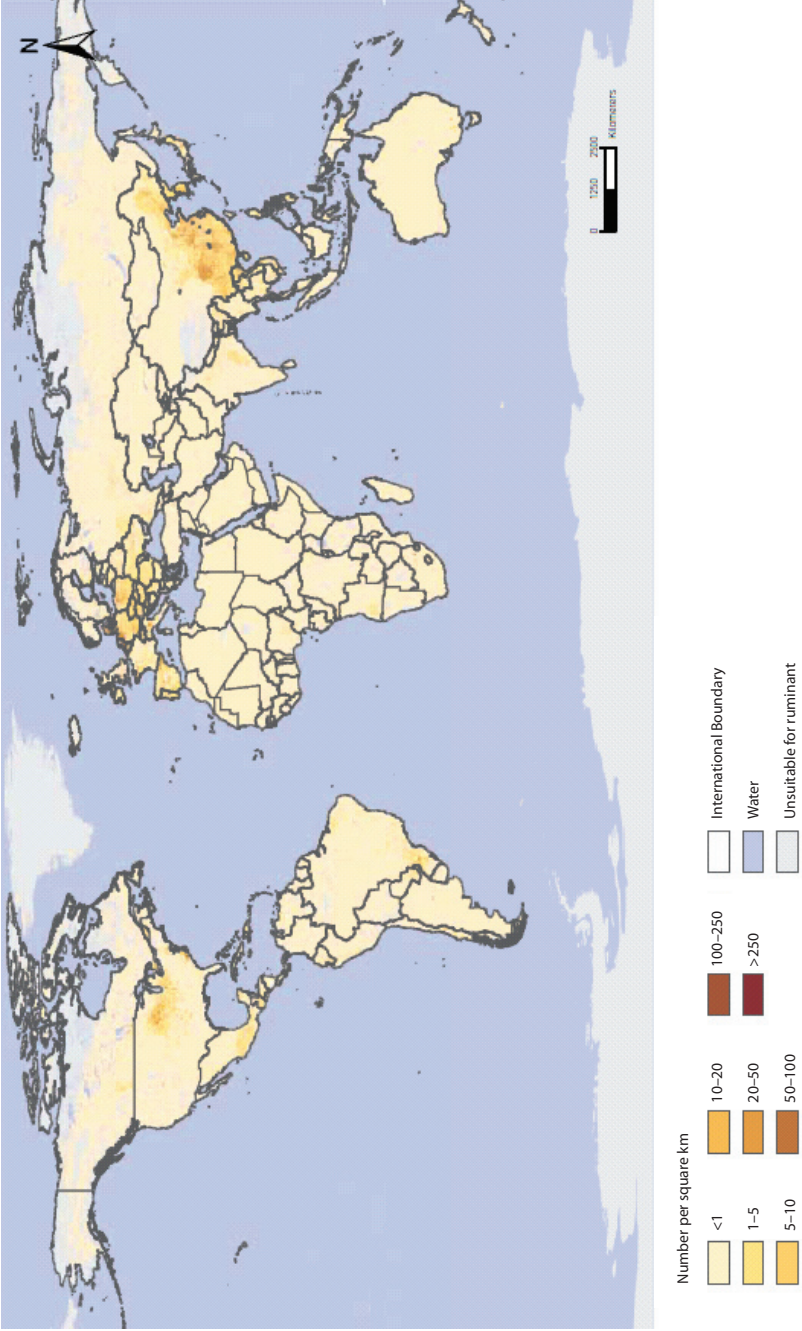 N
0 1250 2500
Kilometers
Number per square km
<1
1–5
5–10
10–20
20–50
50–100
100–250
>250
International Boundary
Water
Unsuitable for ruminant